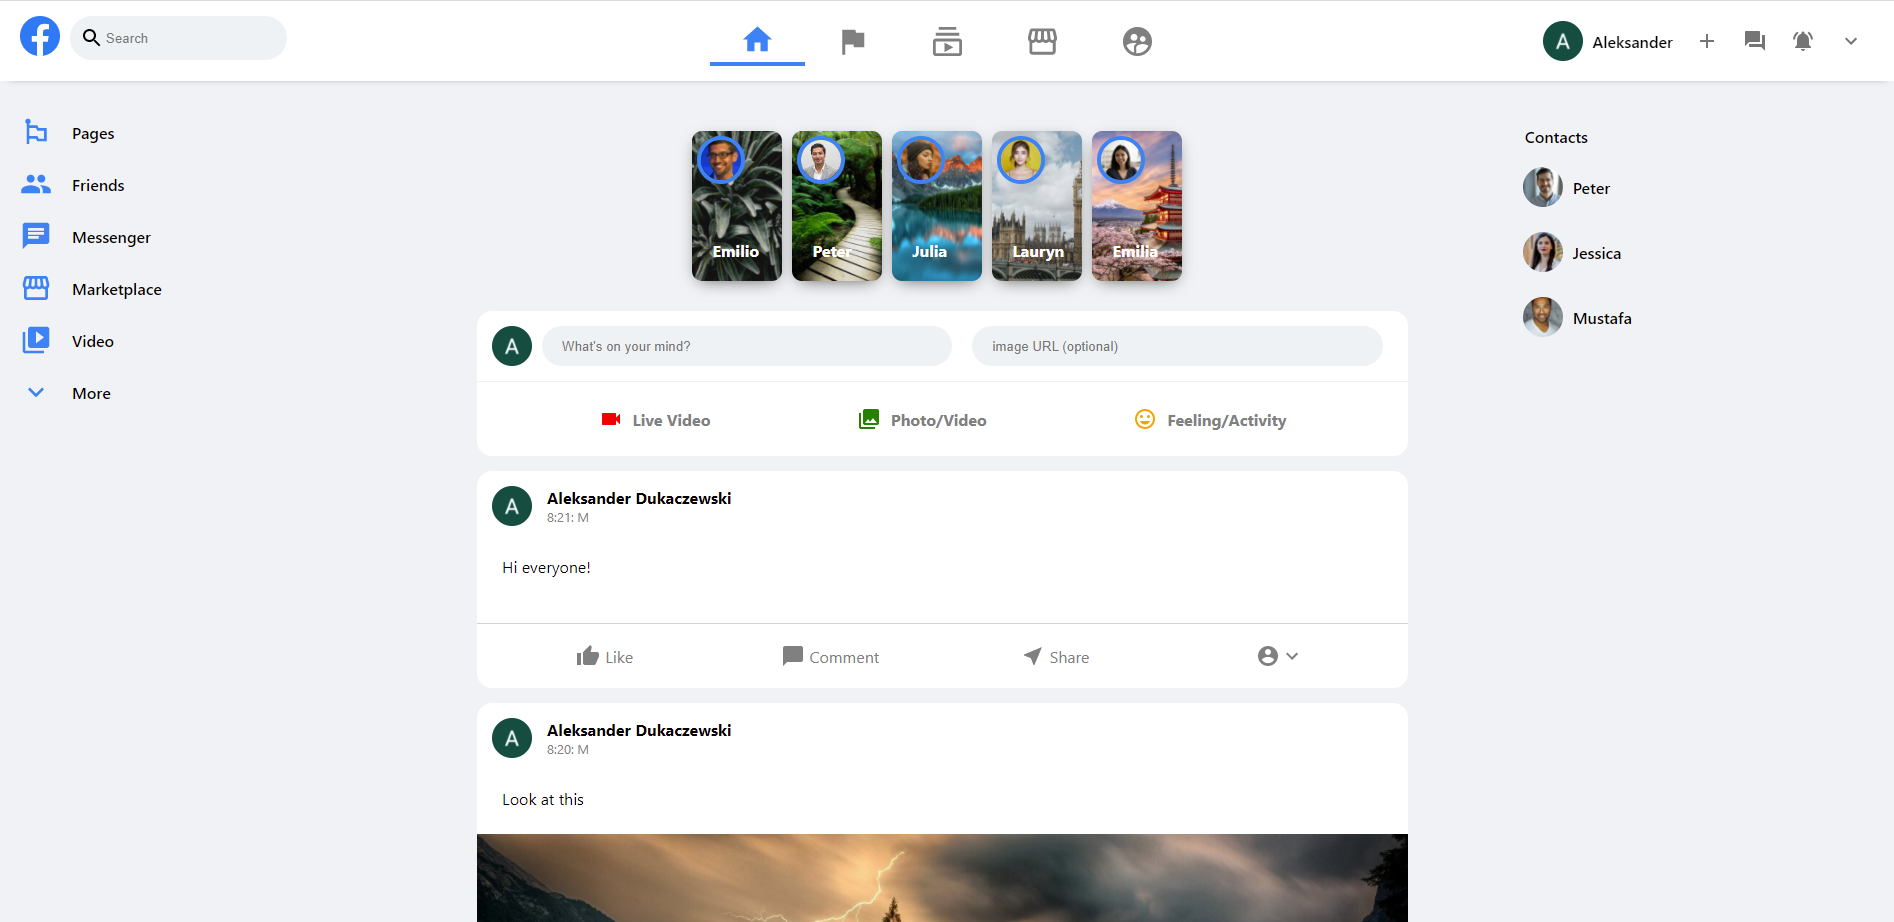 Search
Aleksander
Pages
Friends
Messenger
Marketplace
Video
More
Emilio
Peter
Julia
Lauryn
Emilia
A
What's on your mind?
image URL (optional)
Live Video
Photo/Video
Feeling/Activity
A
Aleksander Dukaczewski
8:21: M
Hi everyone!
Like
Comment
Share
A
Aleksander Dukaczewski
8:20: M
Look at this
A
Contacts
Peter
Jessica
Mustafa